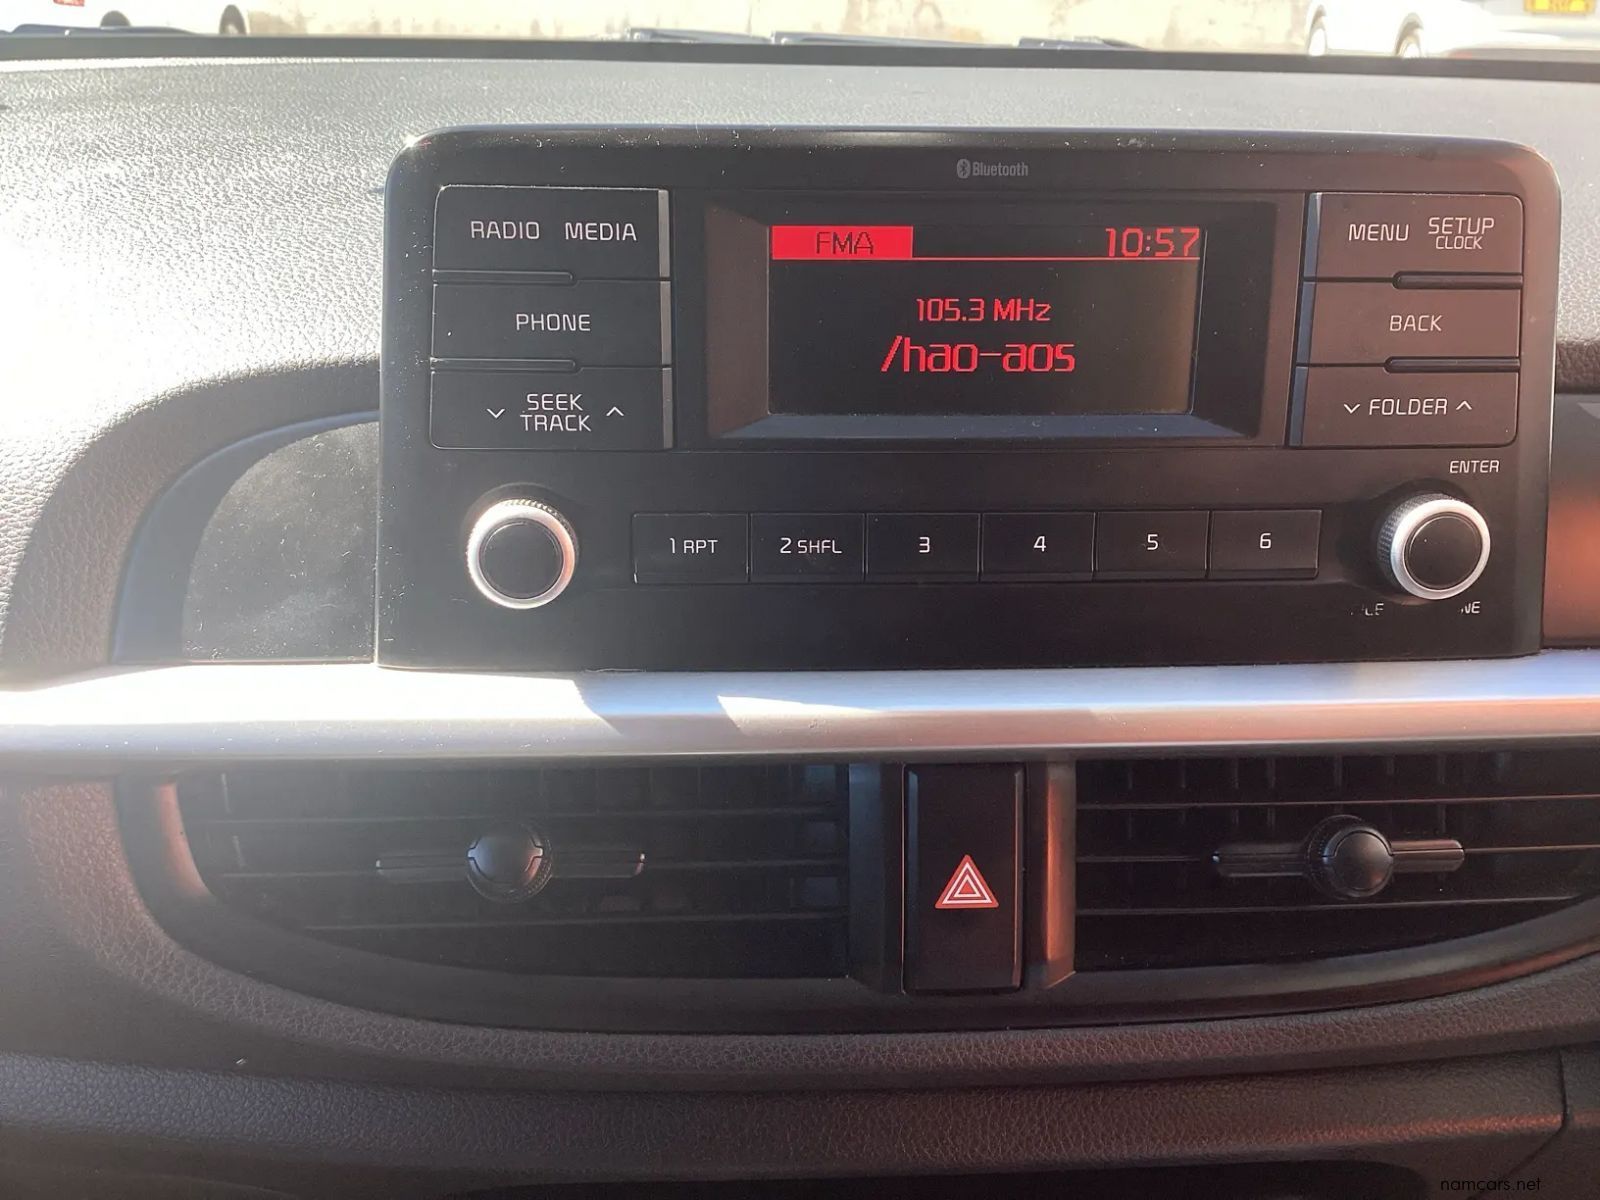 Bluetooth
RADIO MEDIA
PHONE
SEEK
TRACK
FMA 10:57
105.3 MHz
/hao-aos
MENU SETUP
CLOCK
BACK
FOLDER
ENTER
1 RPT 2 SHFL 3 4 5 6
namcars.net